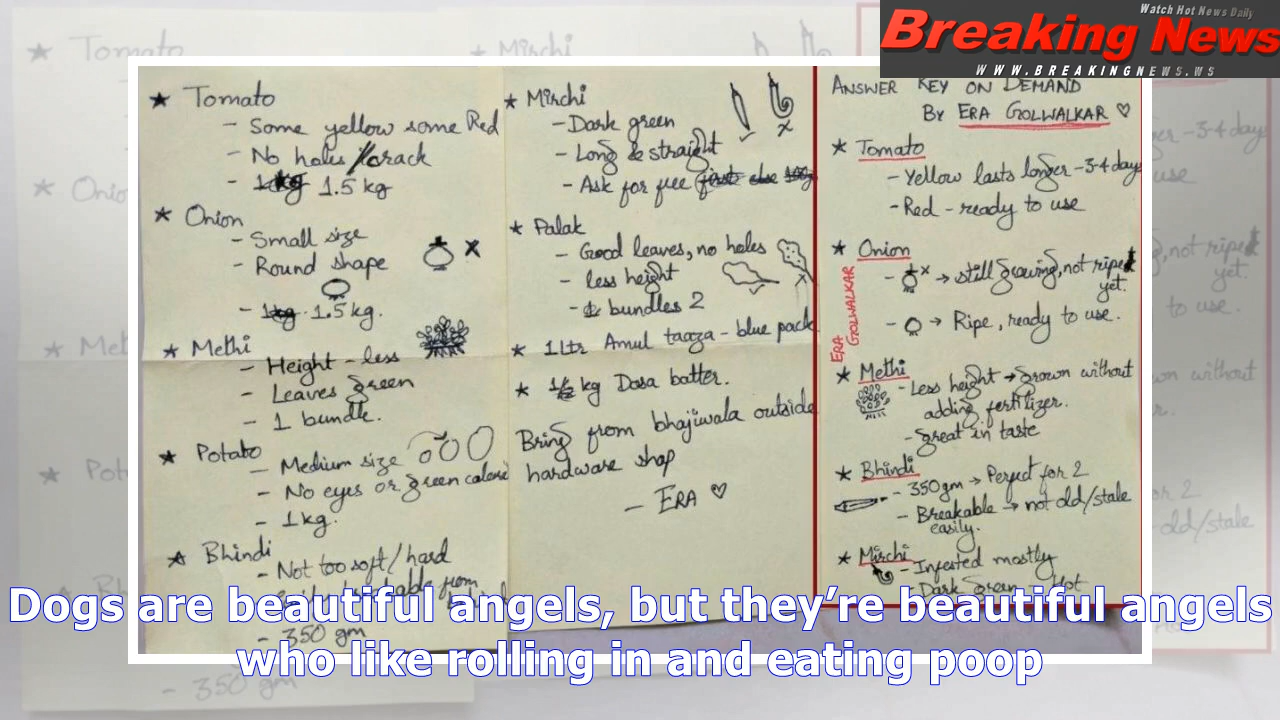 Watch Hot News Daily
Breaking News
WWW.BREAKINGNEWS.WS
★ Tomato
- Some yellow some Red
- No holes / crack
- 1.5 kg
★ Onion
- Small size
- Round shape
- 1.5 kg.
★ Methi
- Height - less
- Leaves green
- 1 bundle.
★ Potato
- Medium size
- No eyes or green
- 1 kg.
★ Bhindi
- Not too soft / hard
- 350 gm
★ Mirchi
- Dark green
- Long & straight
- Ask for free
★ Palak
- Good leaves, no holes
- less height
- bundles 2
★ 1 Ltr Amul taaza - blue pack
★ kg Dosa batter.
Bring from bhajiwala outside
hardware shop
- ERA ♡
ANSWER KEY ON DEMAND
BY ERA GOLWALKAR ♡
★ Tomato
- Yellow lasts longer - 3-4 days
- Red - ready to use
★ Onion
- x → still growing, not ripe
yet.
- → Ripe, ready to use.
ERA
GOLWALKAR
★ Methi
- Less height → grown without
adding fertilizer.
- great in taste
★ Bhindi
- 350gm → Perfect for 2
- Breakable → not old/stale
easily.
★ Mirchi
- Infested mostly
- Dark Green - Hot
Dogs are beautiful angels, but they’re beautiful angels
who like rolling in and eating poop